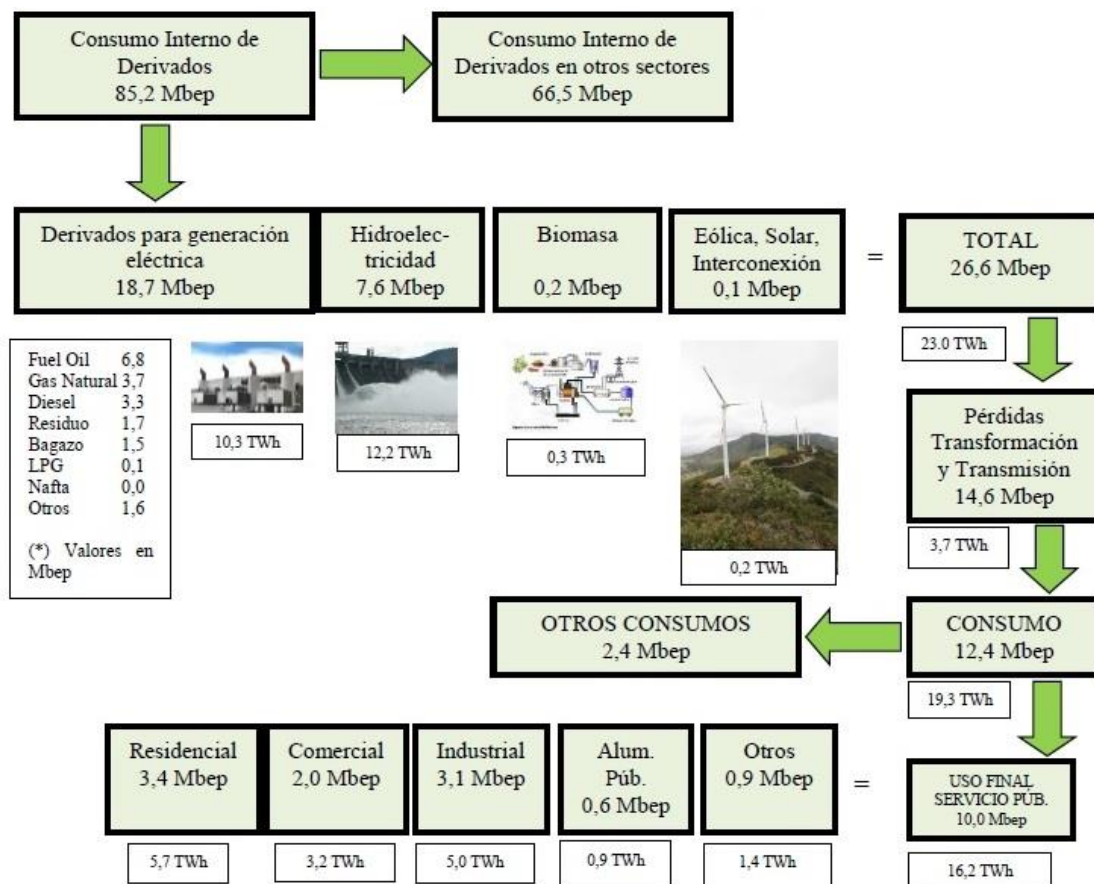 Consumo Interno de
Derivados
85,2 Mbep
Consumo Interno de
Derivados en otros sectores
66,5 Mbep
Derivados para generación
eléctrica
18,7 Mbep
Hidroelec-
tricidad
7,6 Mbep
Biomasa
0,2 Mbep
Eólica, Solar,
Interconexión
0,1 Mbep
=
TOTAL
26,6 Mbep
23.0 TWh
Fuel Oil 6,8
Gas Natural 3,7
Diesel 3,3
Residuo 1,7
Bagazo 1,5
LPG 0,1
Nafta 0,0
Otros 1,6
(*) Valores en
Mbep
10,3 TWh
12,2 TWh
0,3 TWh
0,2 TWh
Pérdidas
Transformación
y Transmisión
14,6 Mbep
3,7 TWh
OTROS CONSUMOS
2,4 Mbep
CONSUMO
12,4 Mbep
19,3 TWh
Residencial
3,4 Mbep
Comercial
2,0 Mbep
Industrial
3,1 Mbep
Alum.
Púb.
0,6 Mbep
Otros
0,9 Mbep
=
USO FINAL
SERVICIO PÚB.
10,0 Mbep
5,7 TWh
3,2 TWh
5,0 TWh
0,9 TWh
1,4 TWh
16,2 TWh